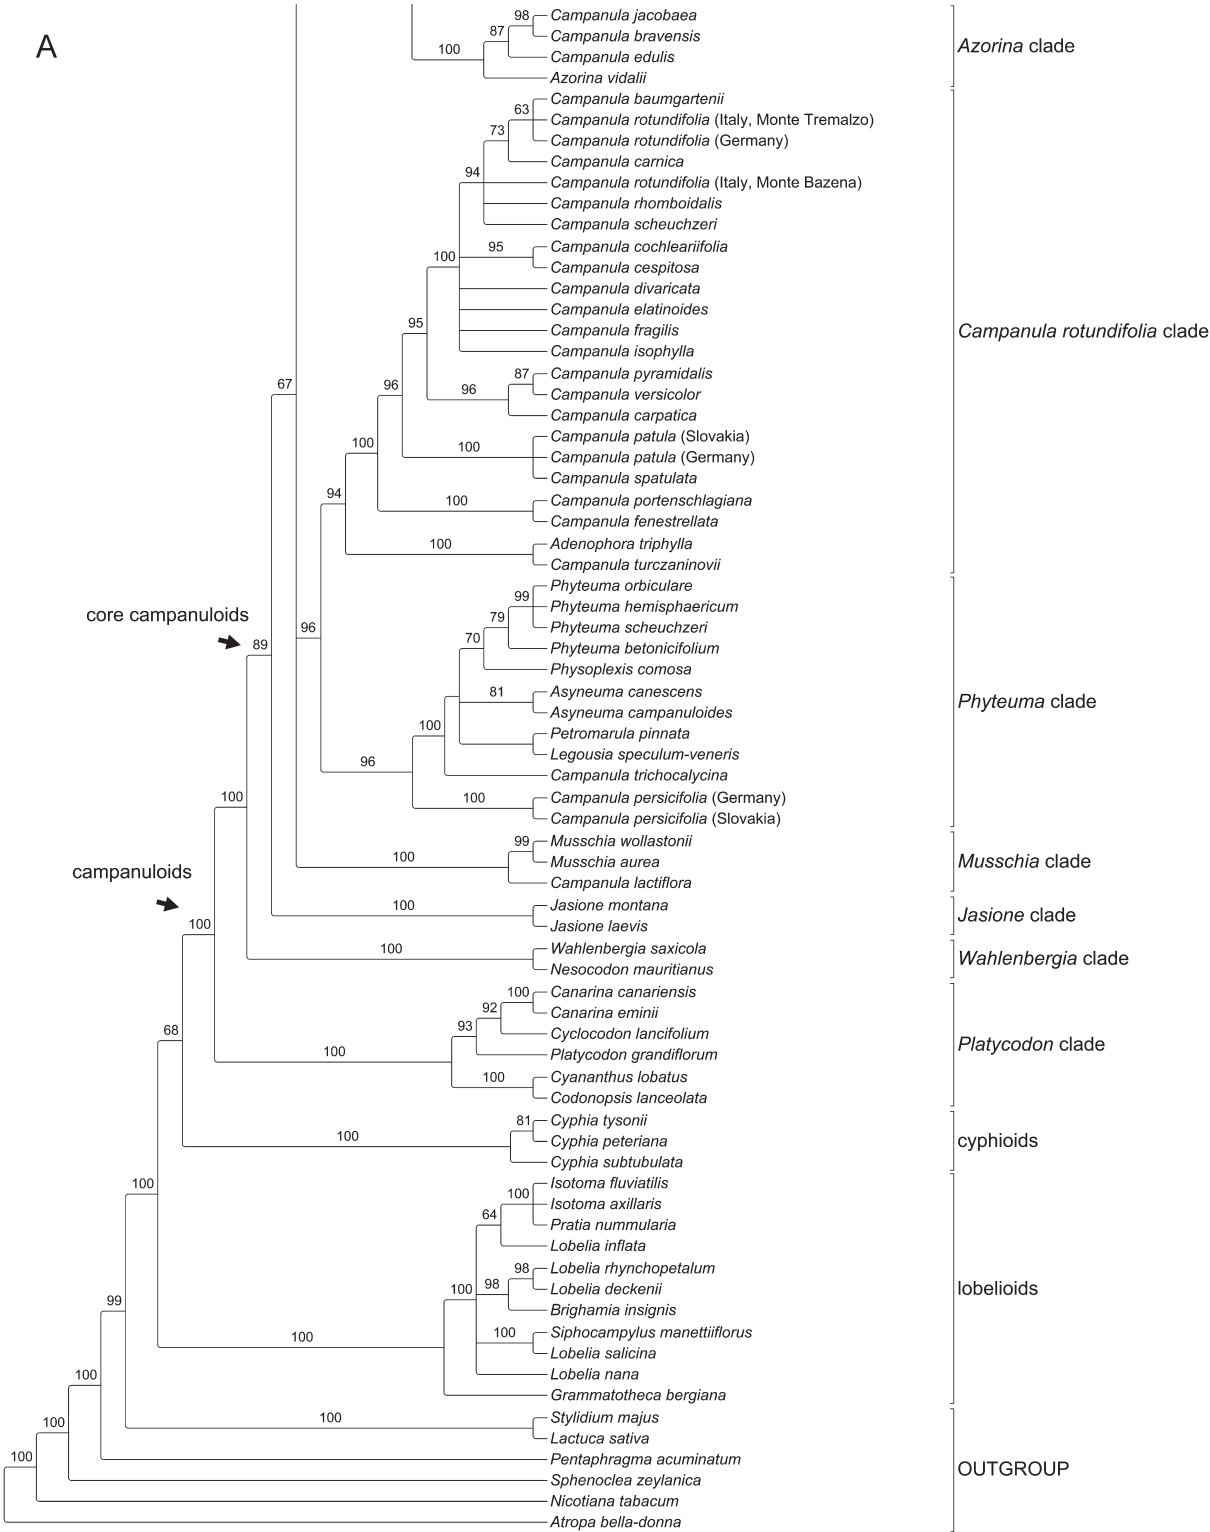 A
98
Campanula jacobaea
87
Campanula bravensis
100
Campanula edulis
Azorina vidalii
Azorina clade
Campanula baumgartenii
63
Campanula rotundifolia (Italy, Monte Tremalzo)
73
Campanula rotundifolia (Germany)
Campanula carnica
94
Campanula rotundifolia (Italy, Monte Bazena)
Campanula rhomboidalis
Campanula scheuchzeri
95
Campanula cochleariifolia
100
Campanula cespitosa
Campanula divaricata
Campanula elatinoides
95
Campanula fragilis
Campanula isophylla
Campanula rotundifolia clade
87
Campanula pyramidalis
67
96
96
Campanula versicolor
Campanula carpatica
Campanula patula (Slovakia)
100
100
Campanula patula (Germany)
Campanula spatulata
94
100
Campanula portenschlagiana
Campanula fenestrellata
100
Adenophora triphylla
Campanula turczaninovii
Phyteuma orbiculare
99
Phyteuma hemisphaericum
core campanuloids
79
Phyteuma scheuchzeri
96
70
Phyteuma betonicifolium
89
Physoplexis comosa
81
Asyneuma canescens
Asyneuma campanuloides
Phyteuma clade
100
Petromarula pinnata
Legousia speculum-veneris
96
Campanula trichocalycina
100
100
Campanula persicifolia (Germany)
Campanula persicifolia (Slovakia)
99
Musschia wollastonii
100
Musschia aurea
Musschia clade
campanuloids
Campanula lactiflora
100
Jasione montana
Jasione clade
100
Jasione laevis
100
Wahlenbergia saxicola
Wahlenbergia clade
Nesocodon mauritianus
100
Canarina canariensis
92
Canarina eminii
68
93
Cyclocodon lancifolium
Platycodon clade
100
Platycodon grandiflorum
100
Cyananthus lobatus
Codonopsis lanceolata
81
Cyphia tysonii
100
Cyphia peteriana
cyphioids
Cyphia subtubulata
100
Isotoma fluviatilis
100
Isotoma axillaris
64
Pratia nummularia
Lobelia inflata
98
Lobelia rhynchopetalum
100
98
Lobelia deckenii
lobelioids
99
Brighamia insignis
100
100
Siphocampylus manettiiflorus
Lobelia salicina
100
Lobelia nana
Grammatotheca bergiana
100
100
Stylidium majus
Lactuca sativa
100
Pentaphragma acuminatum
OUTGROUP
Sphenoclea zeylanica
Nicotiana tabacum
Atropa bella-donna